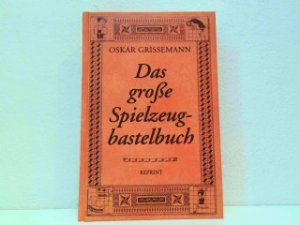 OSKAR GRISSEMANN
Das
große
Spielzeug-
bastelbuch
REPRINT